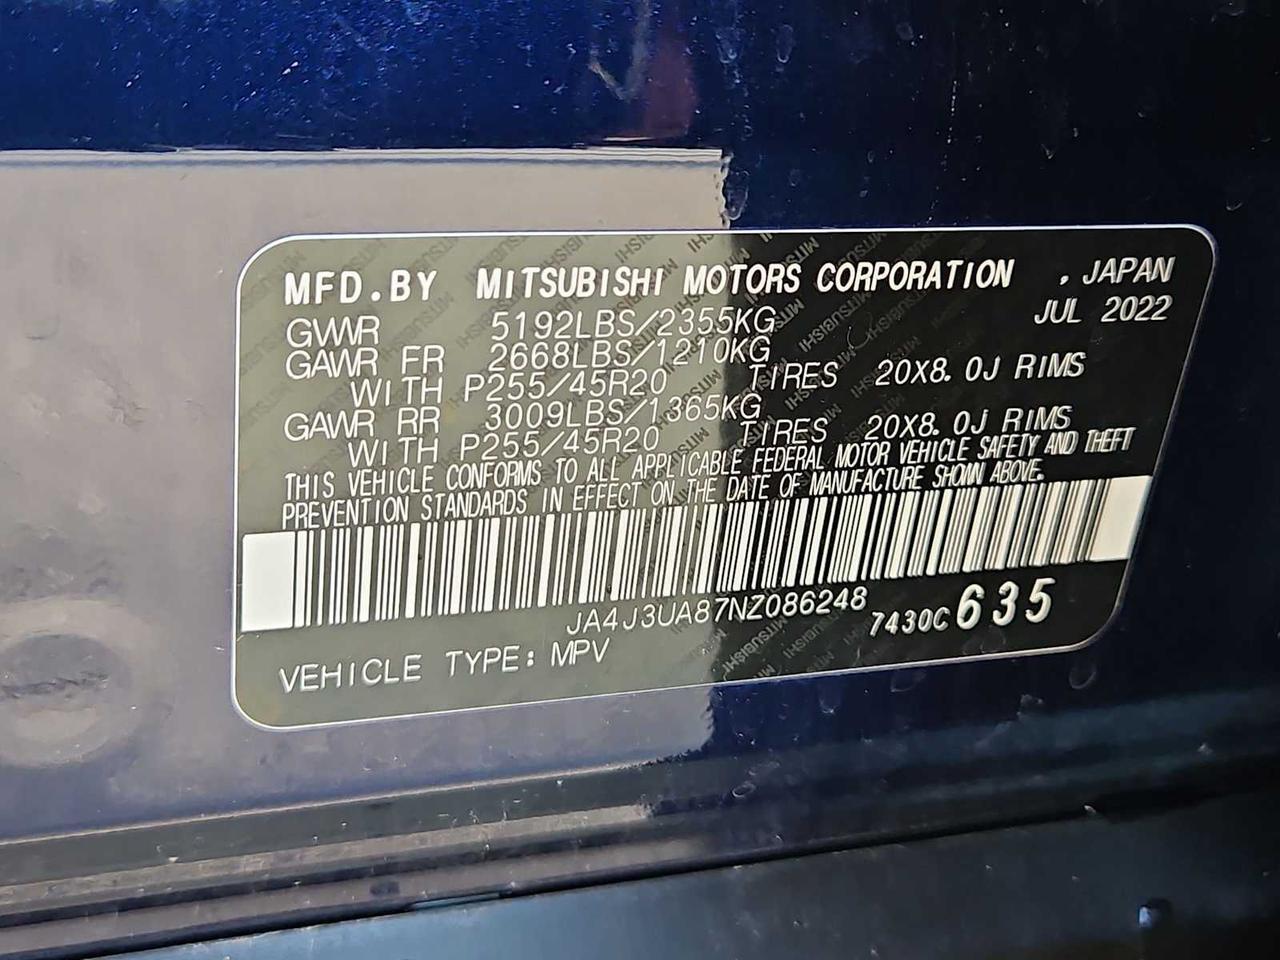 MFD.BY MITSUBISHI MOTORS CORPORATION , JAPAN
GVWR 5192LBS/2355KG JUL 2022
GAWR FR 2668LBS/1210KG
WITH P255/45R20 TIRES 20X8.0J RIMS
GAWR RR 3009LBS/1365KG
WITH P255/45R20 TIRES 20X8.0J RIMS
THIS VEHICLE CONFORMS TO ALL APPLICABLE FEDERAL MOTOR VEHICLE SAFETY AND THEFT
PREVENTION STANDARDS IN EFFECT ON THE DATE OF MANUFACTURE SHOWN ABOVE.
JA4J3UA87NZ086248 7430C 635
VEHICLE TYPE: MPV